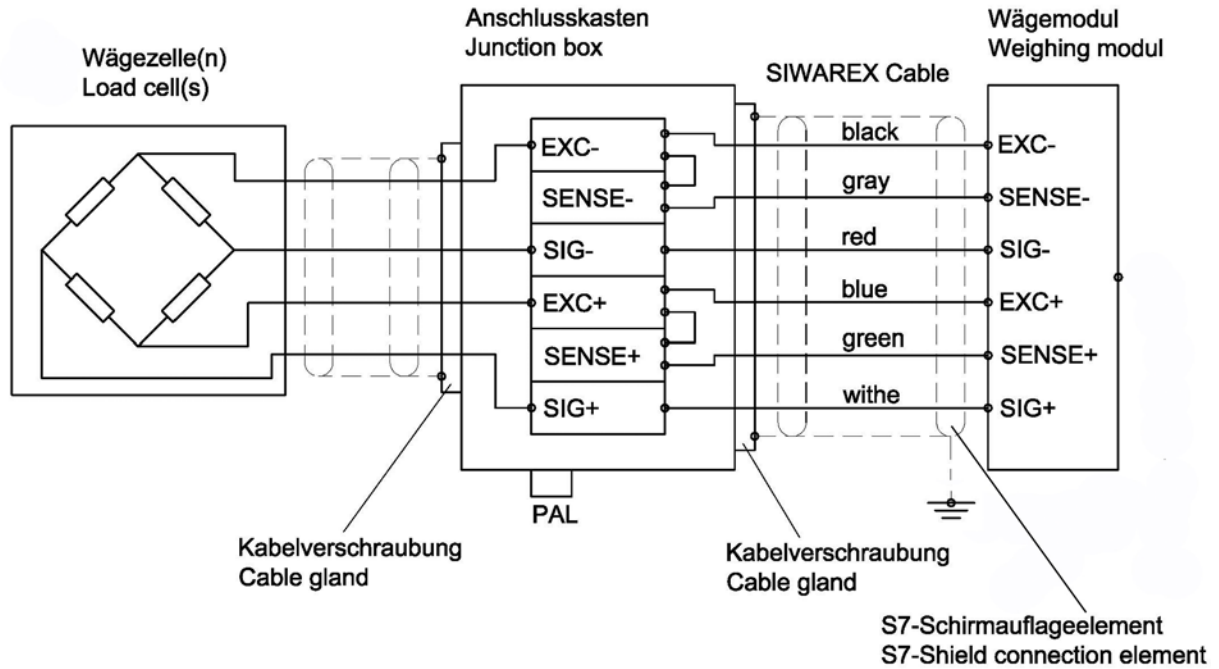 Wägezelle(n)
Load cell(s)
Anschlusskasten
Junction box
SIWAREX Cable
Wägemodul
Weighing modul
EXC-
SENSE-
SIG-
EXC+
SENSE+
SIG+
black
gray
red
blue
green
withe
EXC-
SENSE-
SIG-
EXC+
SENSE+
SIG+
PAL
Kabelverschraubung
Cable gland
Kabelverschraubung
Cable gland
S7-Schirmauflageelement
S7-Shield connection element